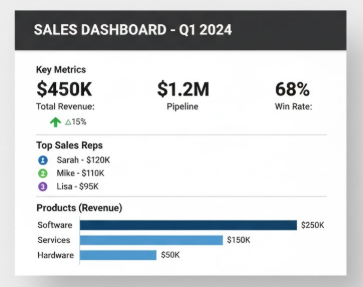 SALES DASHBOARD - Q1 2024
Key Metrics
$450K $1.2M 68%
Total Revenue: Pipeline Win Rate:
△15%
Top Sales Reps
1 Sarah - $120K
2 Mike - $110K
3 Lisa - $95K
Products (Revenue)
Software $250K
Services $150K
Hardware $50K